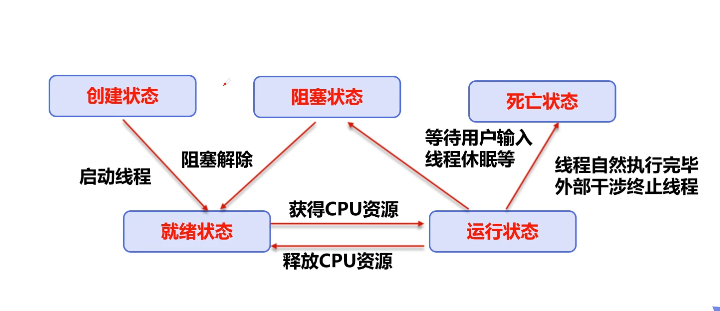 创建状态
阻塞状态
死亡状态
等待用户输入
线程休眠等
阻塞解除
启动线程
线程自然执行完毕
外部干涉终止线程
获得CPU资源
就绪状态
运行状态
释放CPU资源